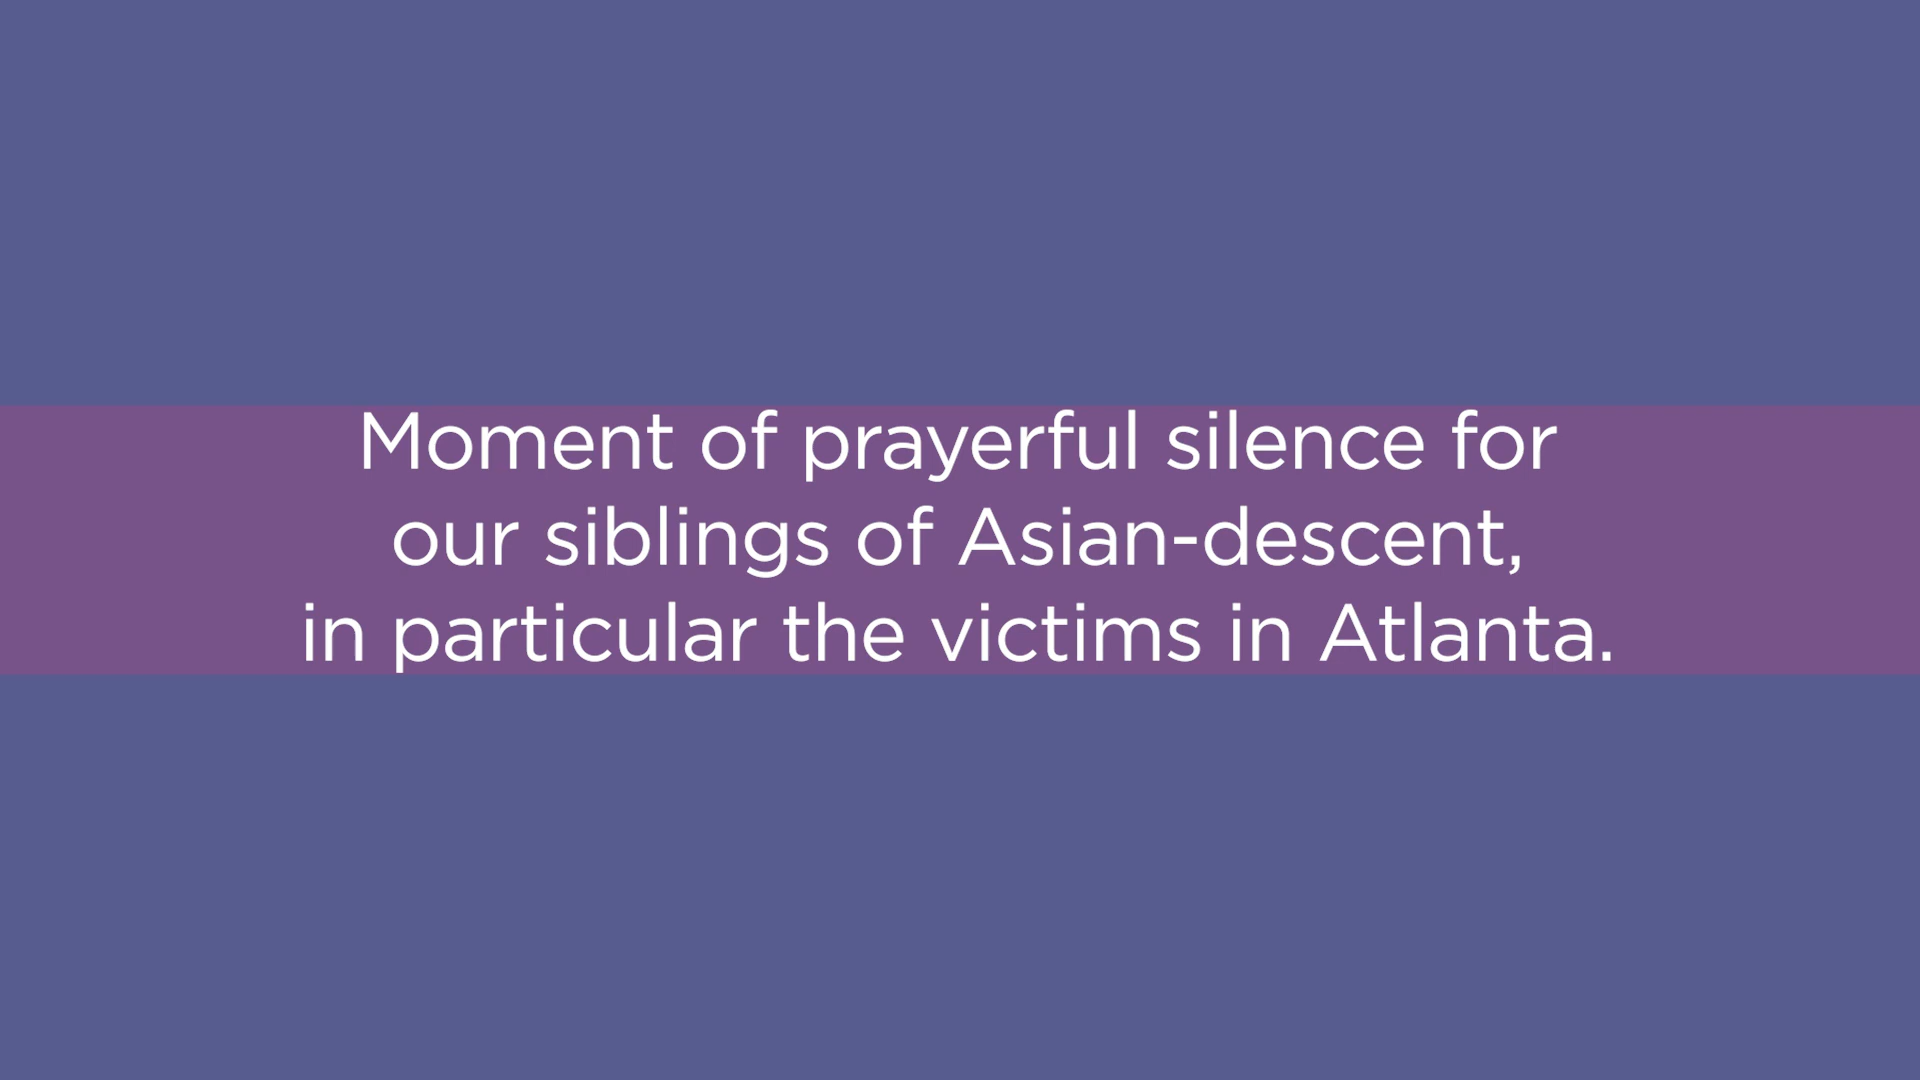 Moment of prayerful silence for
our siblings of Asian-descent,
in particular the victims in Atlanta.